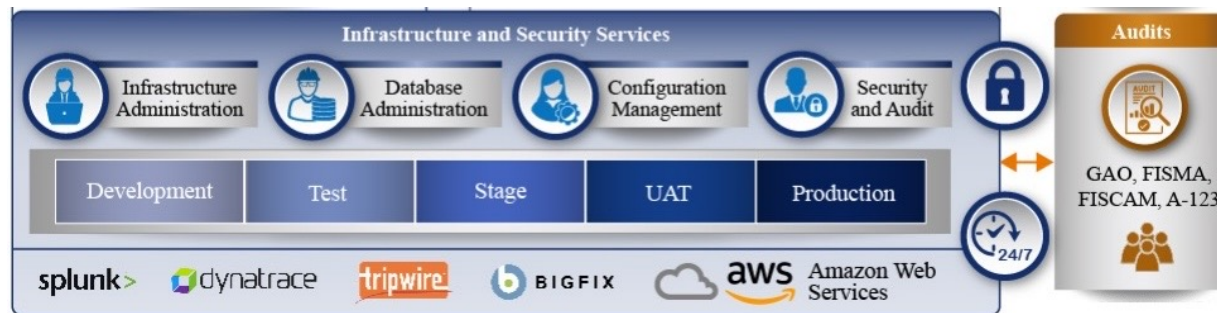 Infrastructure and Security Services
Infrastructure
Administration
Database
Administration
Configuration
Management
Security
and Audit
Development
Test
Stage
UAT
Production
24/7
splunk>
dynatrace
tripwire
BIGFIX
aws
Amazon Web
Services
Audits
AUDIT
GAO, FISMA,
FISCAM, A-123